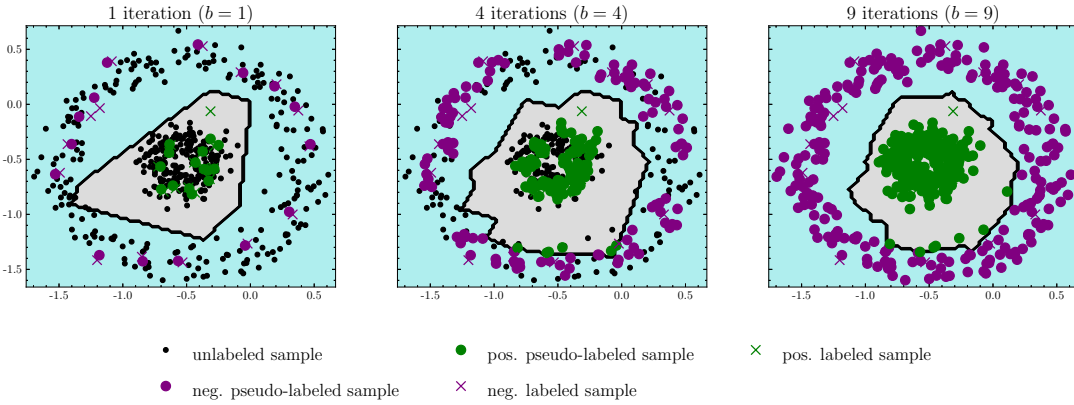 1 iteration (b = 1)
4 iterations (b = 4)
9 iterations (b = 9)
0.5
0.0
-0.5
-1.0
-1.5
-1.5 -1.0 -0.5 0.0 0.5
-1.5 -1.0 -0.5 0.0 0.5
-1.5 -1.0 -0.5 0.0 0.5
unlabeled sample
pos. pseudo-labeled sample
pos. labeled sample
neg. pseudo-labeled sample
neg. labeled sample